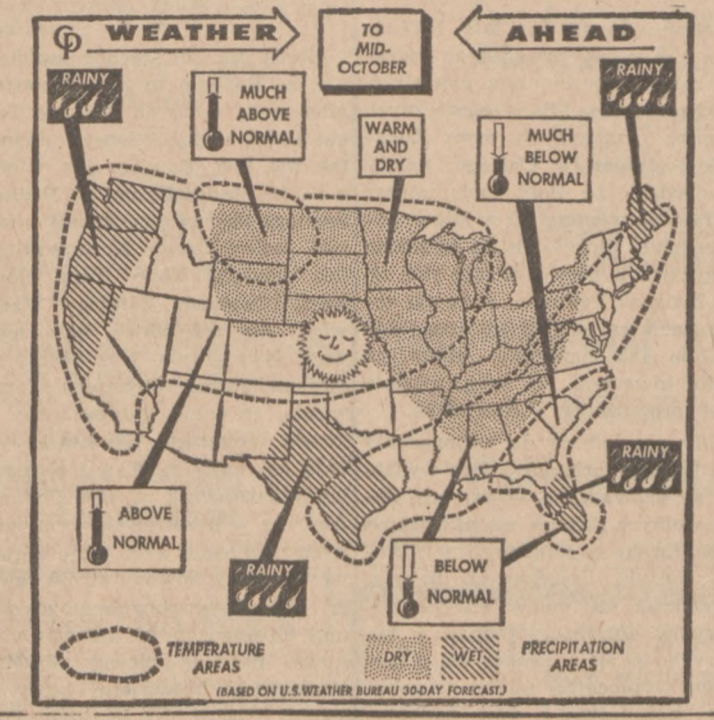 CP
WEATHER
TO
MID-
OCTOBER
AHEAD
RAINY
MUCH
ABOVE
NORMAL
WARM
AND
DRY
MUCH
BELOW
NORMAL
RAINY
ABOVE
NORMAL
RAINY
BELOW
NORMAL
RAINY
TEMPERATURE
AREAS
DRY
WET
PRECIPITATION
AREAS
(BASED ON U.S. WEATHER BUREAU 30-DAY FORECAST.)